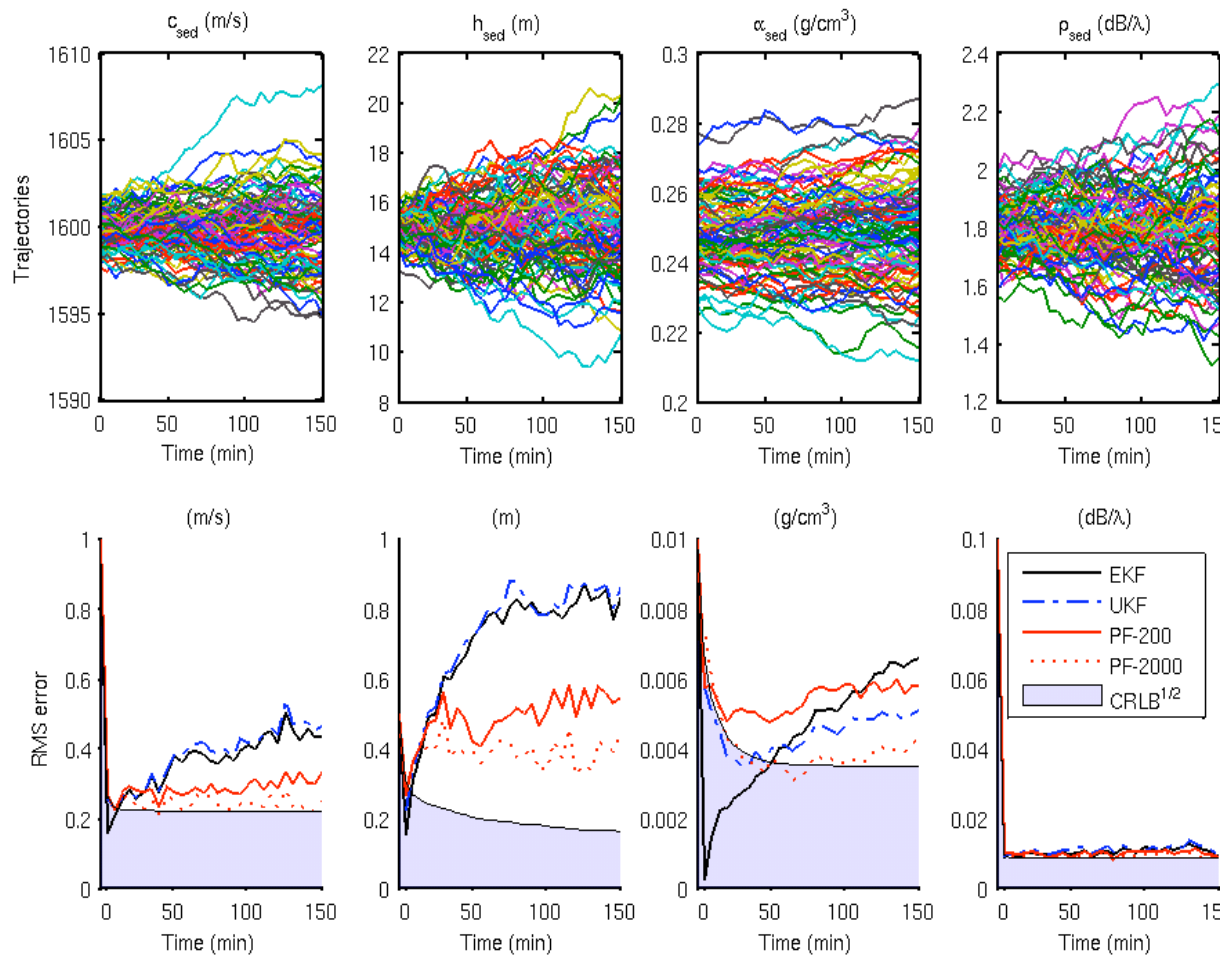 c_sed (m/s)
h_sed (m)
α_sed (g/cm³)
ρ_sed (dB/λ)
Trajectories
1610
1605
1600
1595
1590
0 50 100 150
Time (min)
22
20
18
16
14
12
10
8
0 50 100 150
Time (min)
0.3
0.28
0.26
0.24
0.22
0.2
0 50 100 150
Time (min)
2.4
2.2
2
1.8
1.6
1.4
1.2
0 50 100 150
Time (min)
(m/s)
(m)
(g/cm³)
(dB/λ)
RMS error
1
0.8
0.6
0.4
0.2
0
0 50 100 150
Time (min)
1
0.8
0.6
0.4
0.2
0
0 50 100 150
Time (min)
0.01
0.008
0.006
0.004
0.002
0
0 50 100 150
Time (min)
0.1
0.08
0.06
0.04
0.02
0
0 50 100 150
Time (min)
EKF
UKF
PF-200
PF-2000
CRLB^1/2